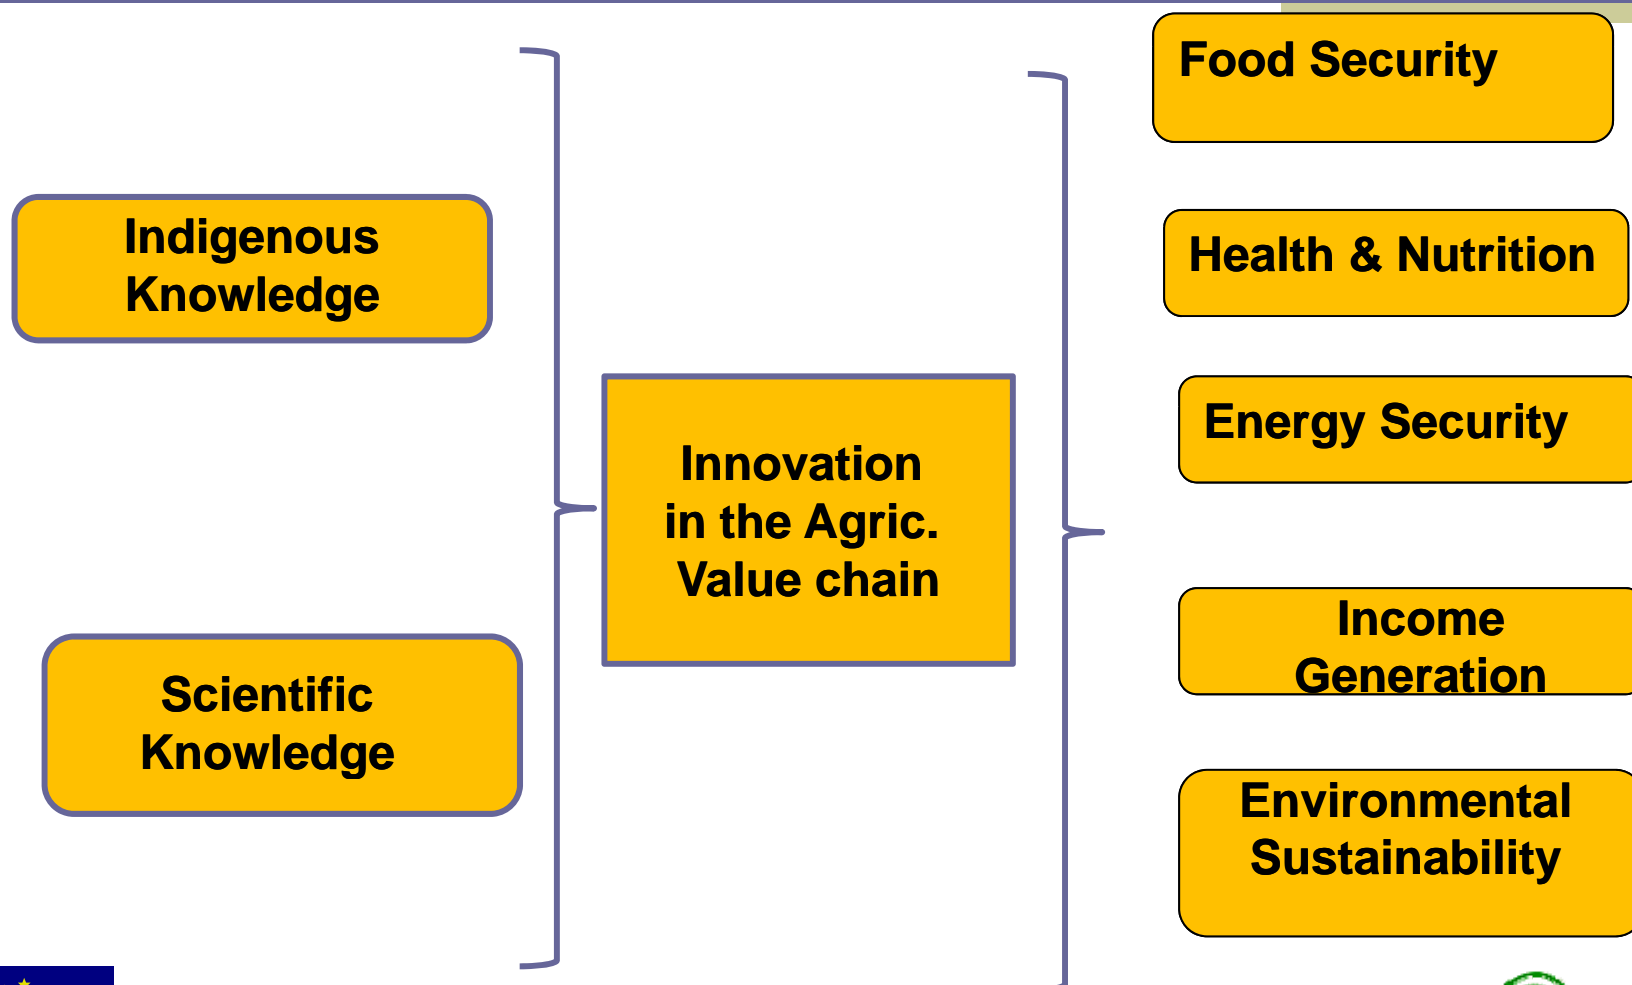 Indigenous
Knowledge
Scientific
Knowledge
Innovation
in the Agric.
Value chain
Food Security
Health & Nutrition
Energy Security
Income
Generation
Environmental
Sustainability